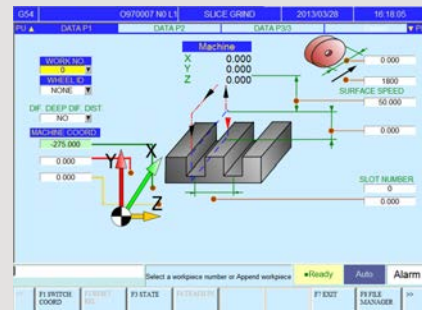 G54 O970007 N0 L1 SLICE GRIND 2013/03/28 16:18.05
PU ▲ DATA P1 DATA P2 DATA P3/3 ▼
Machine
X 0.000
Y 0.000
Z 0.000
WORK NO
0
WHEEL ID
NONE
DIF. DEEP DIF. DIST.
NO
MACHINE COORD
-275.000
0.000
0.000
Y
X
Z
0.000
1800
SURFACE SPEED
50.000
0.000
SLOT NUMBER
0
0.000
Select a workpiece number or Append workpiece
Ready Auto Alarm
F1 SWITCH COORD
F3 STATE
F7 EXIT
F8 FILE MANAGER
>>